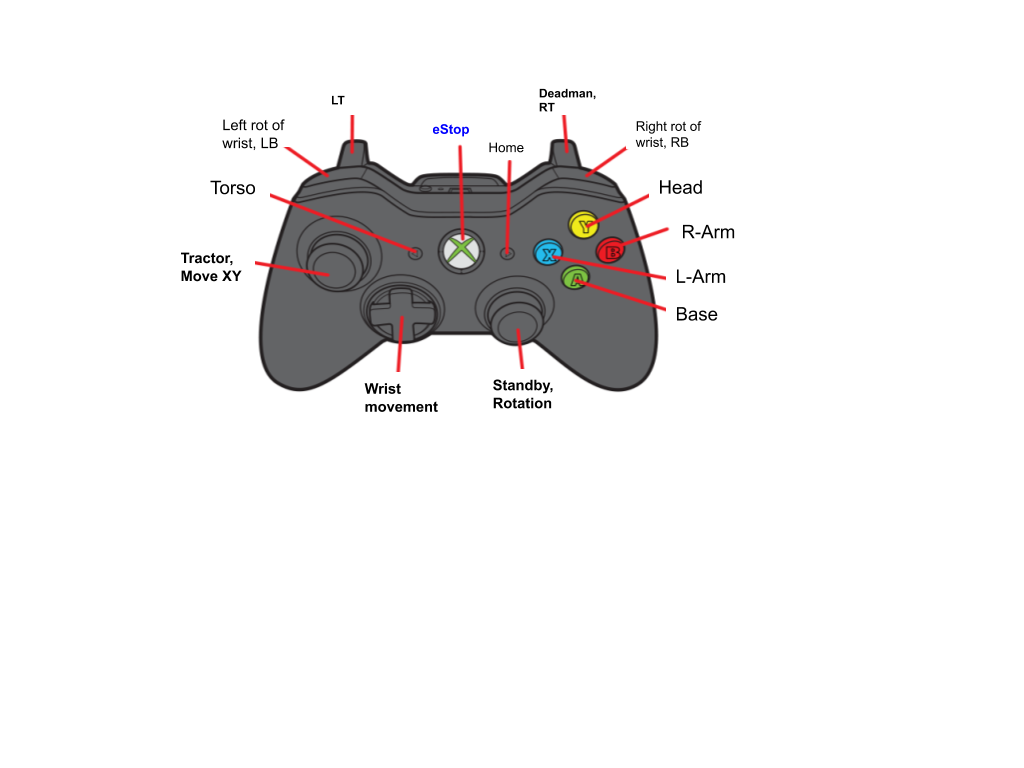 LT
Deadman,
RT
Left rot of
wrist, LB
eStop
Home
Right rot of
wrist, RB
Torso
Head
Y
R-Arm
B
X
Tractor,
Move XY
L-Arm
A
Base
Wrist
movement
Standby,
Rotation